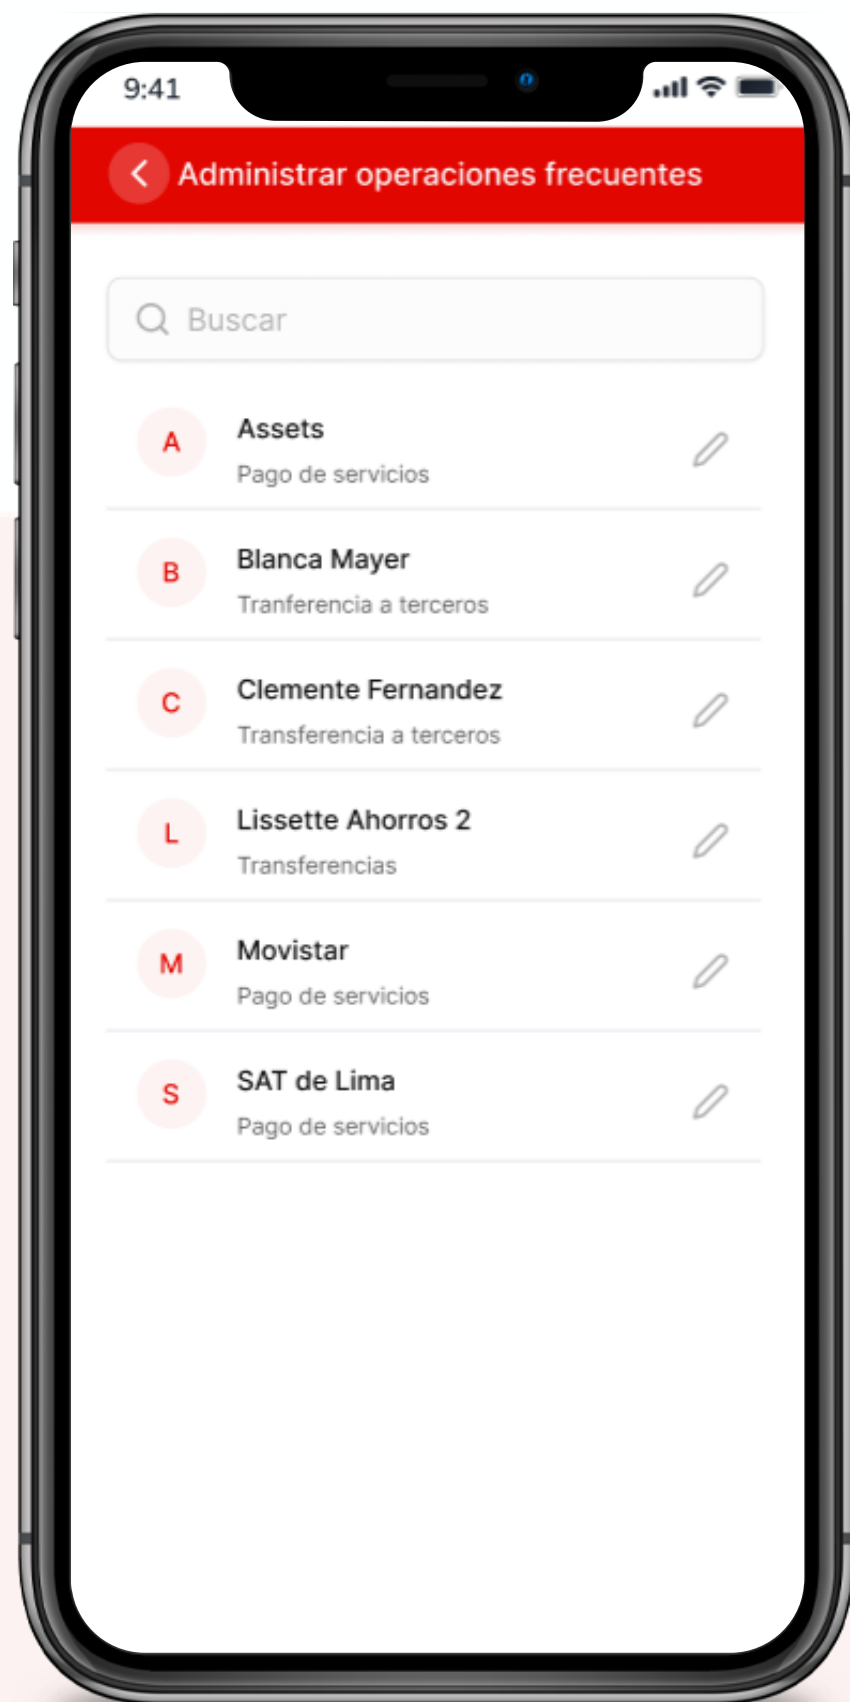 9:41
Administrar operaciones frecuentes
Buscar
A
Assets
Pago de servicios
B
Blanca Mayer
Tranferencia a terceros
C
Clemente Fernandez
Transferencia a terceros
L
Lissette Ahorros 2
Transferencias
M
Movistar
Pago de servicios
S
SAT de Lima
Pago de servicios